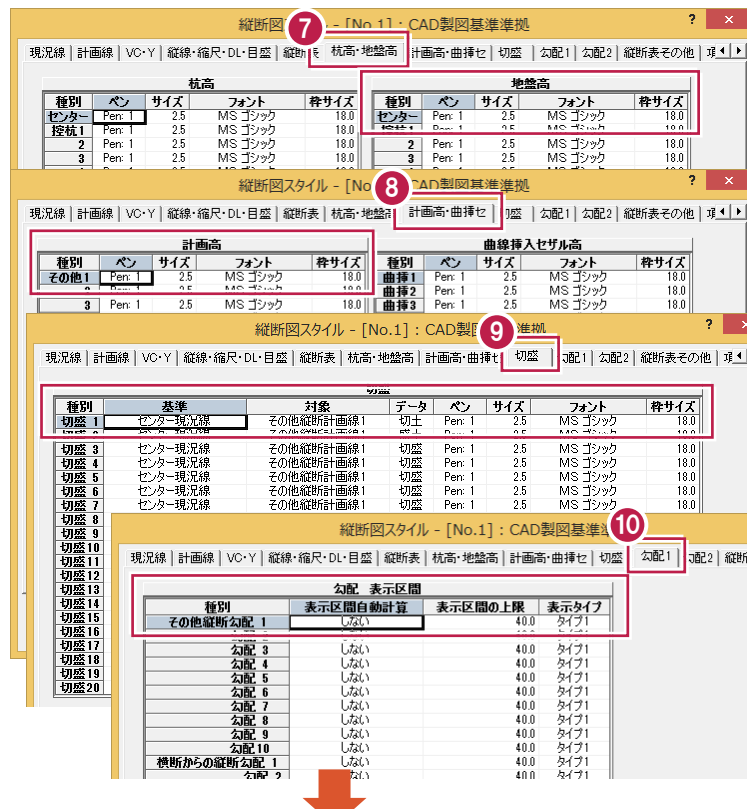 縦断図スタイル - [No.1]：CAD製図基準準拠 ? ×
7
現況線 計画線 VC・Y 縦線・縮尺・DL・目盛 縦断表 杭高・地盤高 計画高・曲挿セ 切盛 勾配1 勾配2 縦断表その他
杭高 地盤高
種別 ペン サイズ フォント 枠サイズ 種別 ペン サイズ フォント 枠サイズ
センター Pen: 1 2.5 MS ゴシック 18.0 センター Pen: 1 2.5 MS ゴシック 18.0
控杭1 Pen: 1 2.5 MS ゴシック 18.0 控杭1 Pen: 1 2.5 MS ゴシック 18.0
2 Pen: 1 2.5 MS ゴシック 18.0 2 Pen: 1 2.5 MS ゴシック 18.0
3 Pen: 1 2.5 MS ゴシック 18.0 3 Pen: 1 2.5 MS ゴシック 18.0
縦断図スタイル - [No CAD製図基準準拠 ? ×
8
現況線 計画線 VC・Y 縦線・縮尺・DL・目盛 縦断表 杭高・地盤高 計画高・曲挿セ 切盛 勾配1 勾配2 縦断表その他
計画高 曲線挿入セザル高
種別 ペン サイズ フォント 枠サイズ 種別 ペン サイズ フォント 枠サイズ
その他1 Pen: 1 2.5 MS ゴシック 18.0 曲挿1 Pen: 1 2.5 MS ゴシック 18.0
2 Pen: 1 2.5 MS ゴシック 18.0 曲挿2 Pen: 1 2.5 MS ゴシック 18.0
3 Pen: 1 2.5 MS ゴシック 18.0 曲挿3 Pen: 1 2.5 MS ゴシック 18.0
縦断図スタイル - [No.1]：CAD製図 準拠 ?
9
現況線 計画線 VC・Y 縦線・縮尺・DL・目盛 縦断表 杭高・地盤高 計画高・曲挿セ 切盛 勾配1 勾配2 縦断表その他
切盛
種別 基準 対象 データ ペン サイズ フォント 枠サイズ
切盛 1 センター現況線 その他縦断計画線1 切土 Pen: 1 2.5 MS ゴシック 18.0
切盛 3 センター現況線 その他縦断計画線1 切盛 Pen: 1 2.5 MS ゴシック 18.0
切盛 4 センター現況線 その他縦断計画線1 切盛 Pen: 1 2.5 MS ゴシック 18.0
切盛 5 センター現況線 その他縦断計画線1 切盛 Pen: 1 2.5 MS ゴシック 18.0
切盛 6 センター現況線 その他縦断計画線1 切盛 Pen: 1 2.5 MS ゴシック 18.0
切盛 7 センター現況線 その他縦断計画線1 切盛 Pen: 1 2.5 MS ゴシック 18.0
切盛 8
切盛 9
切盛10
切盛11
切盛12
切盛13
切盛14
切盛15
切盛16
切盛17
切盛18
切盛19
切盛20
縦断図スタイル - [No.1]：CAD製図基準
10
現況線 計画線 VC・Y 縦線・縮尺・DL・目盛 縦断表 杭高・地盤高 計画高・曲挿セ 切盛 勾配1 勾配2 縦断
勾配 表示区間
種別 表示区間自動計算 表示区間の上限 表示タイプ
その他縦断勾配 1 しない 40.0 タイプ1
勾配 3 しない 40.0 タイプ1
勾配 4 しない 40.0 タイプ1
勾配 5 しない 40.0 タイプ1
勾配 6 しない 40.0 タイプ1
勾配 7 しない 40.0 タイプ1
勾配 8 しない 40.0 タイプ1
勾配 9 しない 40.0 タイプ1
勾配10 しない 40.0 タイプ1
横断からの縦断勾配 1 しない 40.0 タイプ1
勾配 2 しない 40.0 タイプ1